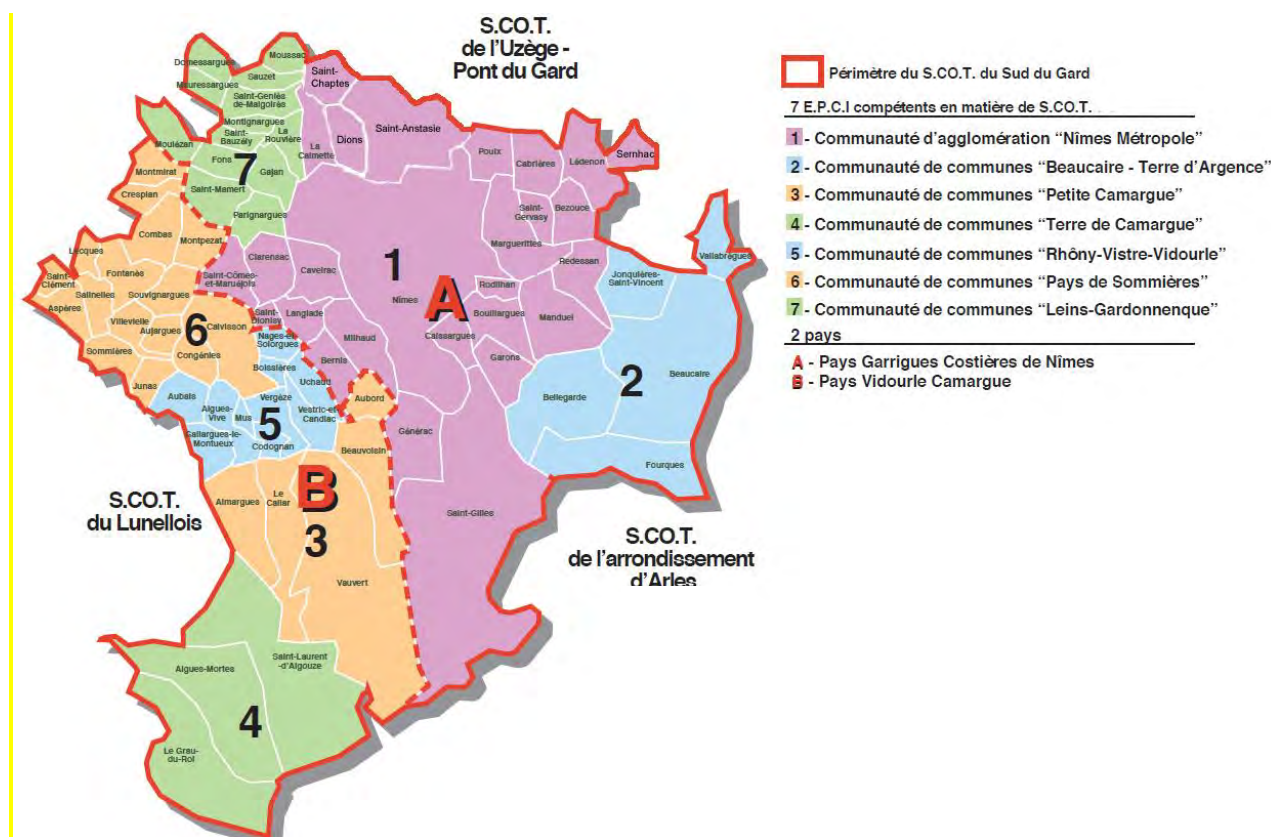 S.CO.T.
de l'Uzège -
Pont du Gard
Périmètre du S.CO.T. du Sud du Gard
7 E.P.C.I compétents en matière de S.CO.T.
1 - Communauté d'agglomération "Nîmes Métropole"
2 - Communauté de communes "Beaucaire - Terre d'Argence"
3 - Communauté de communes "Petite Camargue"
4 - Communauté de communes "Terre de Camargue"
5 - Communauté de communes "Rhôny-Vistre-Vidourle"
6 - Communauté de communes "Pays de Sommières"
7 - Communauté de communes "Leins-Gardonnenque"
2 pays
A - Pays Garrigues Costières de Nîmes
B - Pays Vidourle Camargue
Domessargues
Moussac
Mauressargues
Sauzet
Saint-Geniès
de-Malgoirès
Montignargues
Saint-
Bauzély
La
Rouvière
Moulézan
Fons
Gajan
7
Saint-Mamert
Parignargues
Saint-
Chaptes
Saint-Anastasie
Dions
La
Calmette
Poulx
Cabrières
Lédenon
Sernhac
Saint-
Gervasy
Bezouce
Marguerittes
Redessan
Vallabrègues
Jonquières-
Saint-Vincent
Montmirat
Crespian
Combas
Montpezat
Lecques
Fontanès
Saint-
Clément
Salinelles
Souvignargues
Aspères
Villevielle
Aujargues
6
Calvisson
Sommières
Congénies
Junas
Clarensac
Caveirac
Saint-Cômes-
et-Maruéjols
Saint-
Dionisy
Langlade
Milhaud
Bernis
1
Nîmes
A
Rodilhan
Bouillargues
Manduel
Caissargues
Garons
Beaucaire
2
Bellegarde
Fourques
Nages-et-
Solorgues
Boissières
Uchaud
Vergèze
Vestric-et-
Candiac
Aubais
Aigues-
Vive
Mus
5
Gallargues-le-
Montueux
Codognan
Aubord
Générac
Beauvoisin
B
Aimargues
Le
Cailar
3
Saint-Gilles
Vauvert
S.CO.T.
du Lunellois
S.CO.T.
de l'arrondissement
d'Arles
Saint-Laurent
-d'Aigouze
Aigues-Mortes
4
Le Grau-
du-Roi